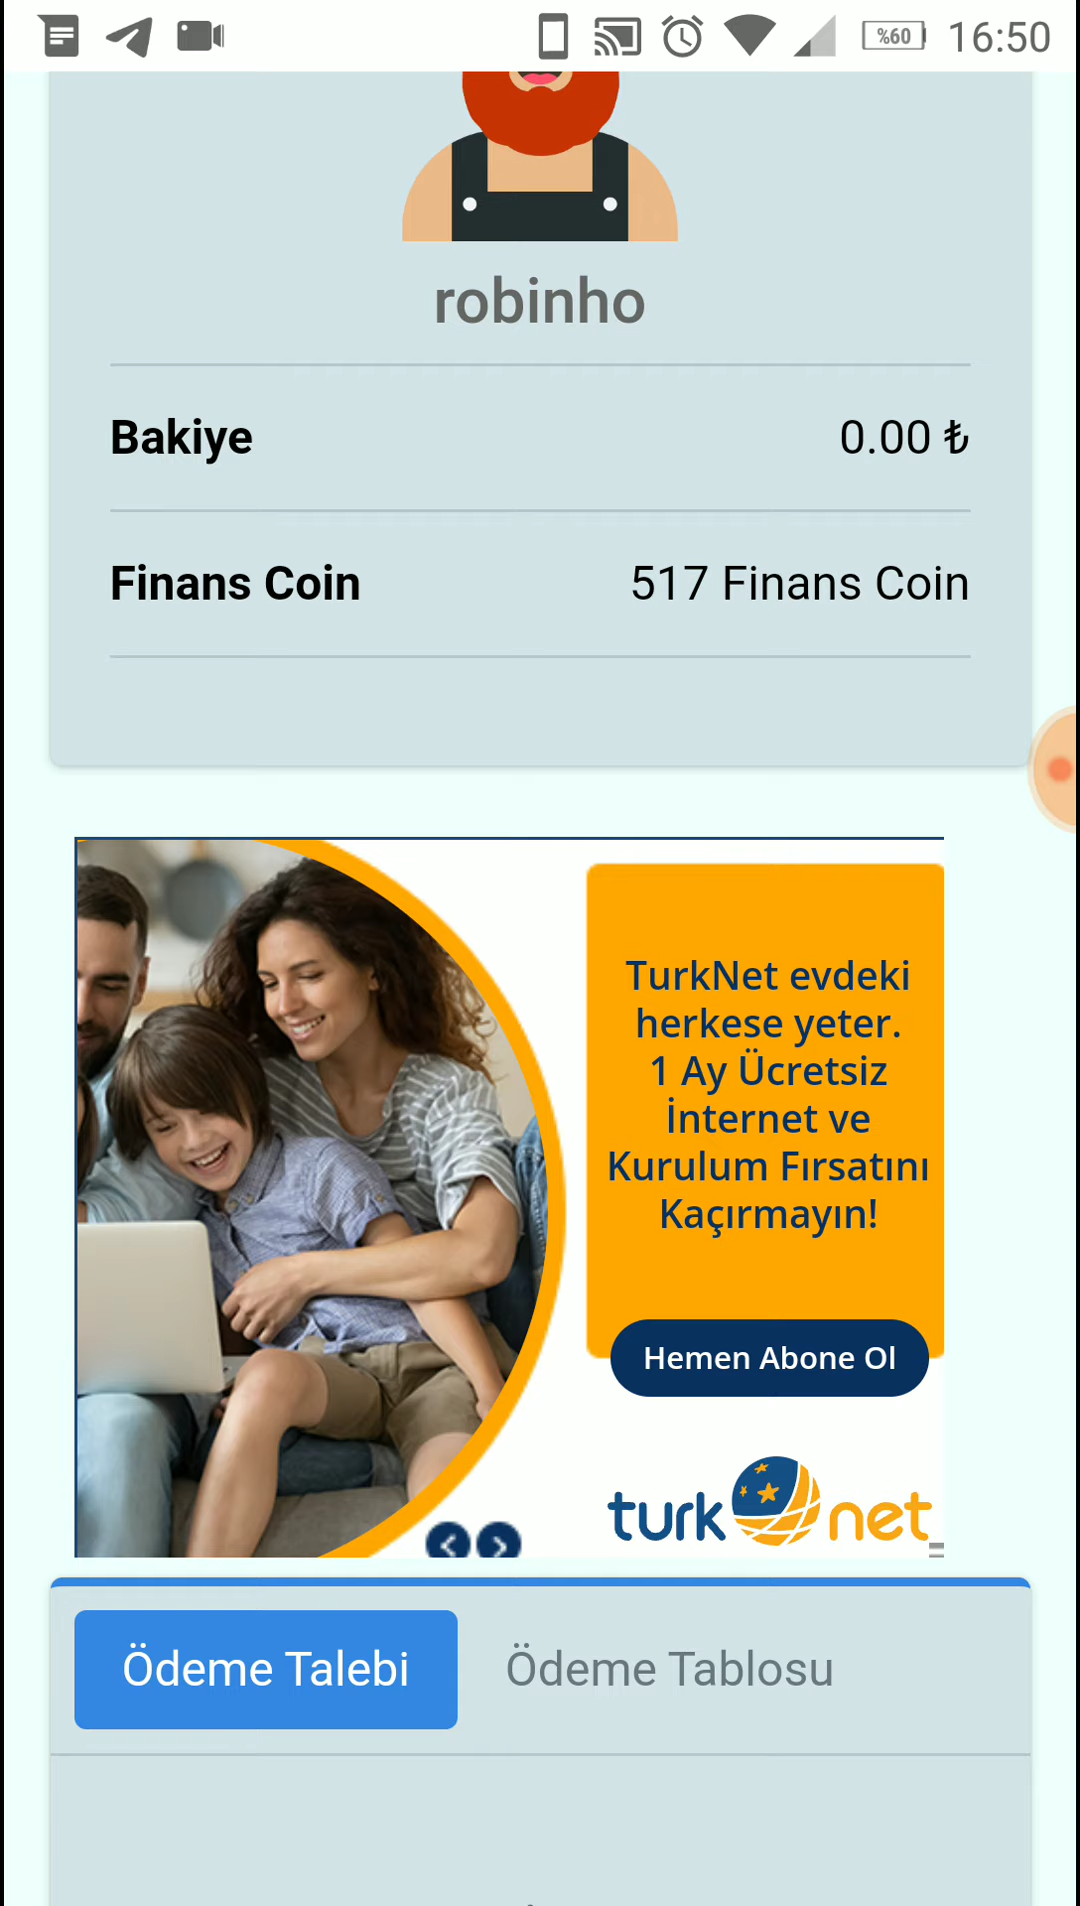 %60 16:50
robinho
Bakiye 0.00 ₺
Finans Coin 517 Finans Coin
TurkNet evdeki
herkese yeter.
1 Ay Ücretsiz
İnternet ve
Kurulum Fırsatını
Kaçırmayın!
Hemen Abone Ol
turk net
Ödeme Talebi Ödeme Tablosu